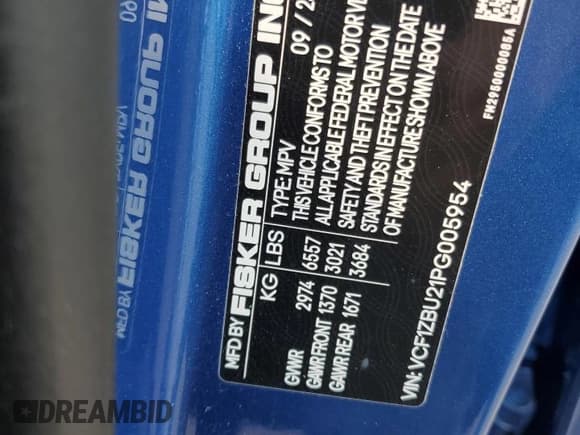 MFD BY FISKER GROUP INC
09/2
KG LBS TYPE: MPV
GVWR 2974 6557
GAWR FRONT 1370 3021
GAWR REAR 1671 3684
THIS VEHICLE CONFORMS TO
ALL APPLICABLE FEDERAL MOTOR VE
SAFETY AND THEFT PREVENTION
STANDARDS IN EFFECT ON THE DATE
OF MANUFACTURE SHOWN ABOVE
VIN: VCF1ZBU21PG005954
FM2950000085A
DREAMBID